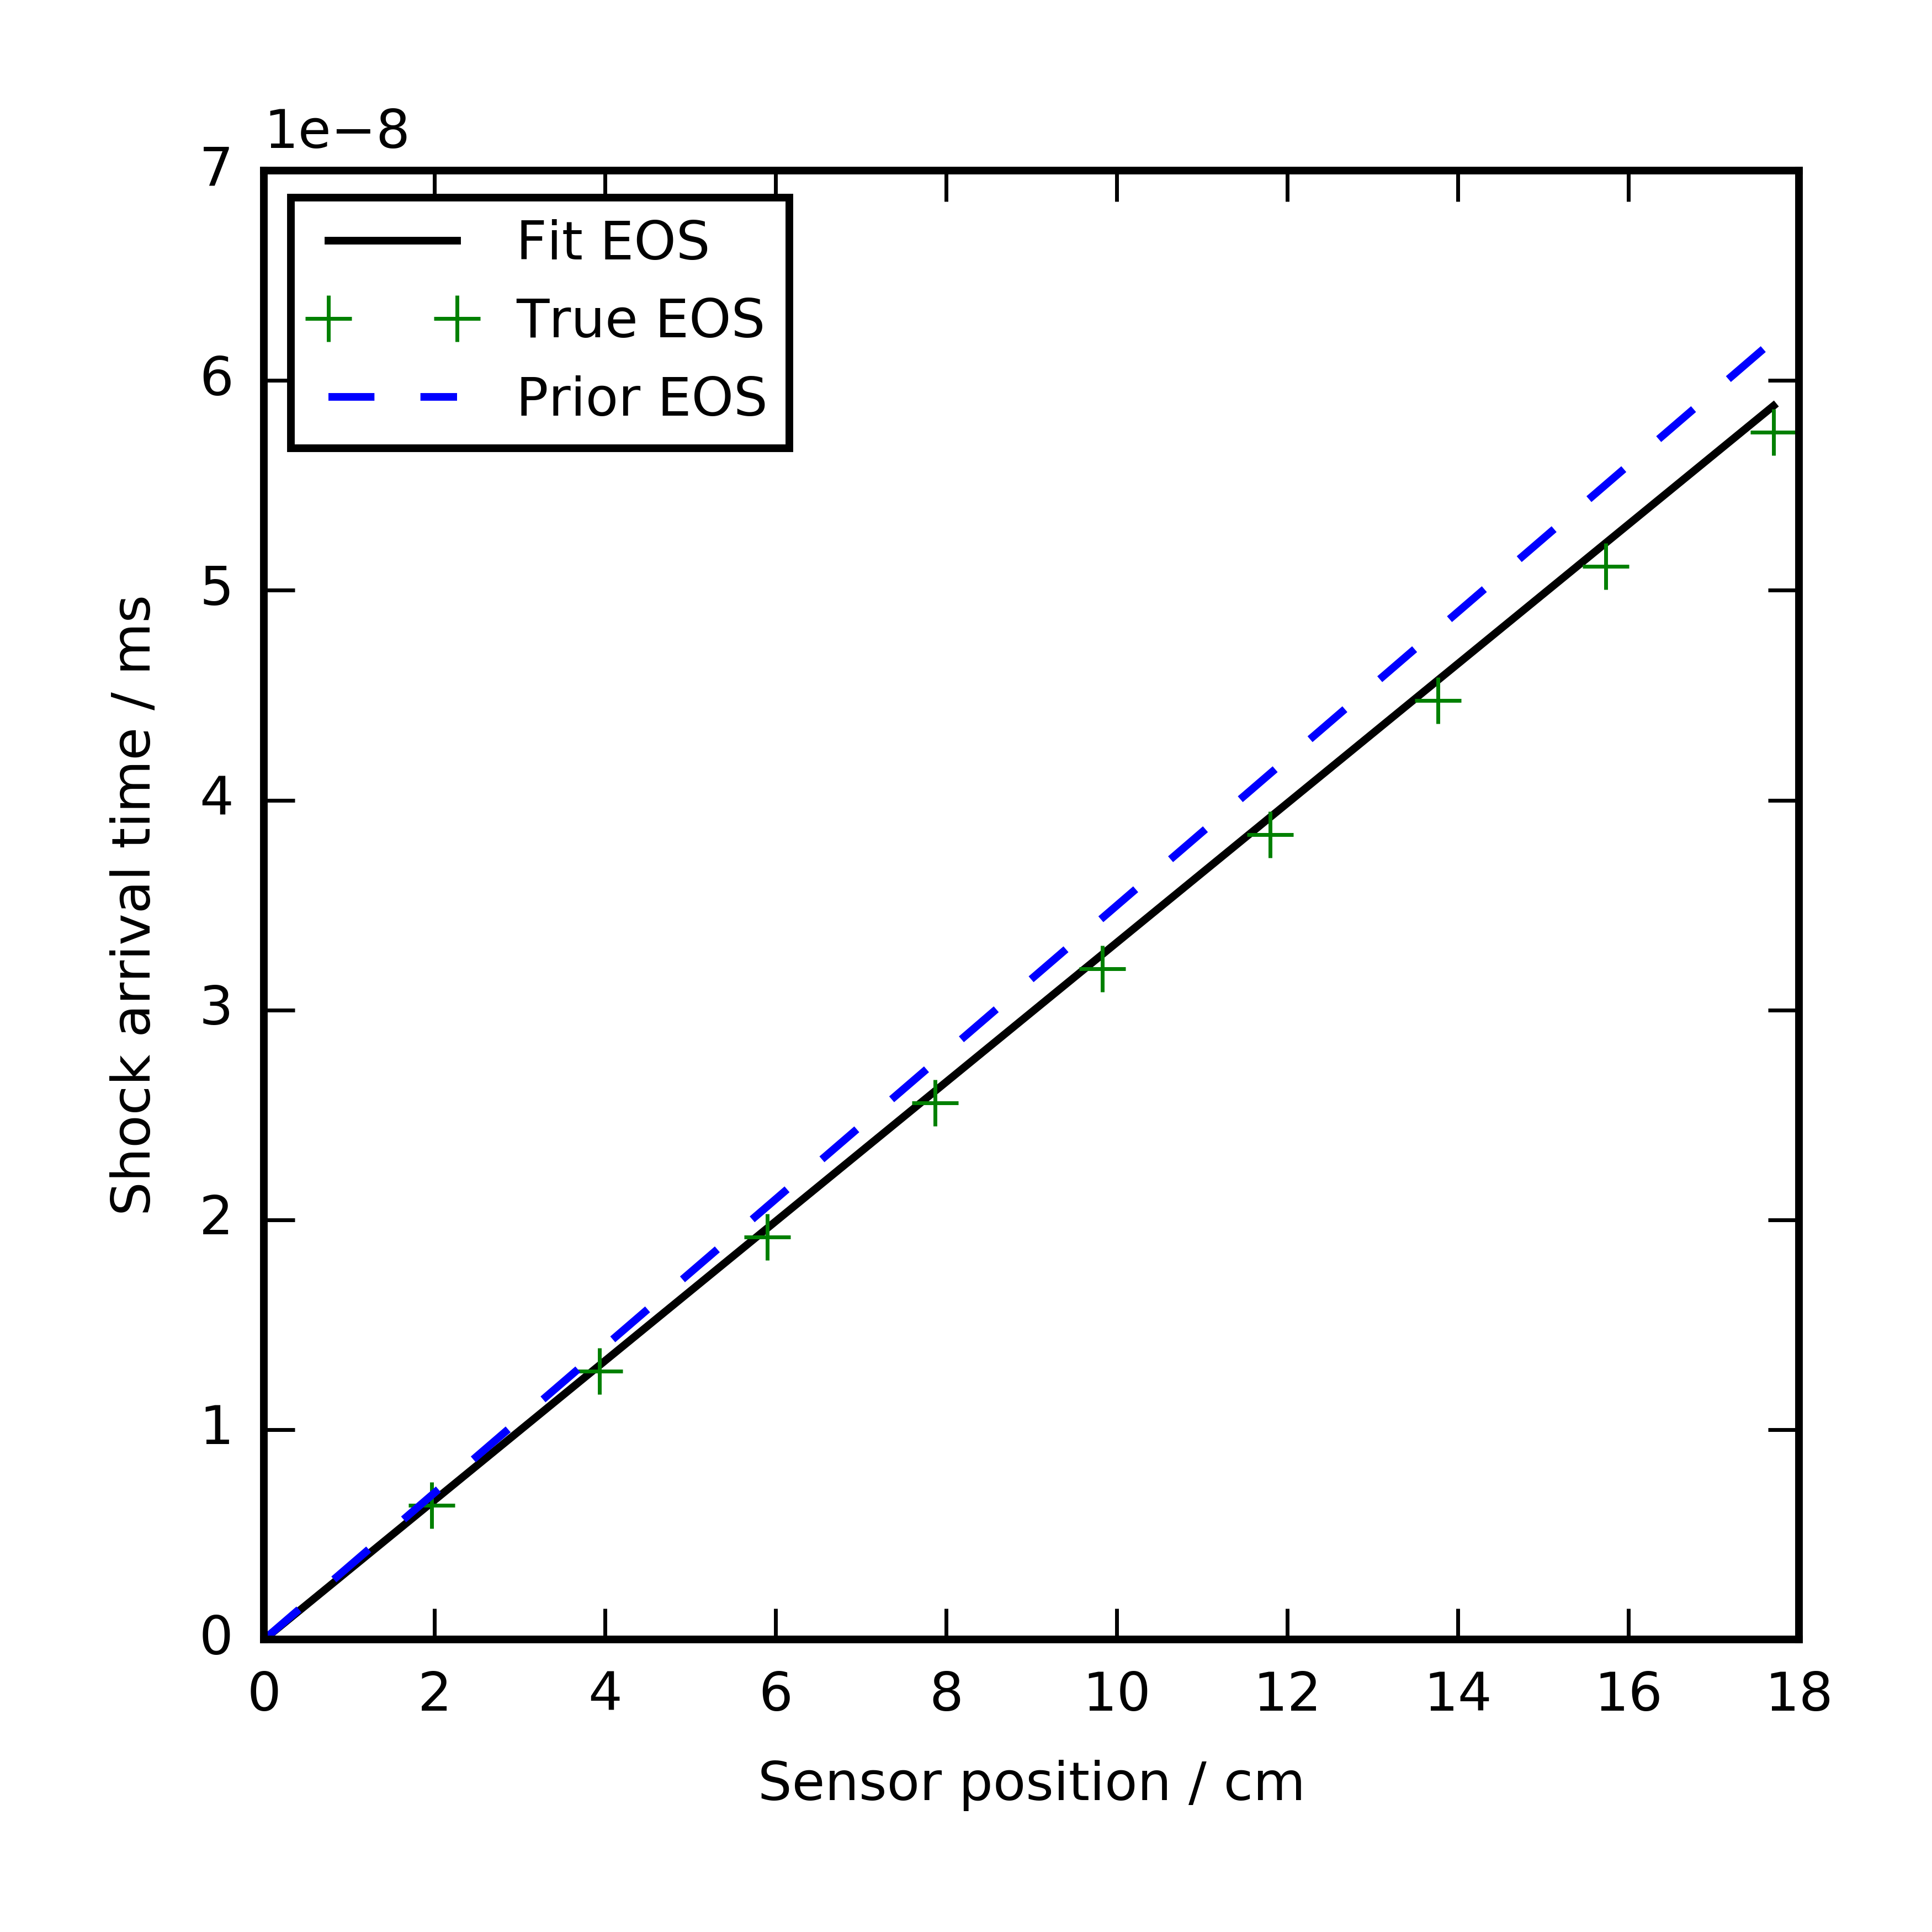 1e−8
7
6
5
4
3
2
1
0
Fit EOS
True EOS
Prior EOS
Shock arrival time / ms
0 2 4 6 8 10 12 14 16 18
Sensor position / cm